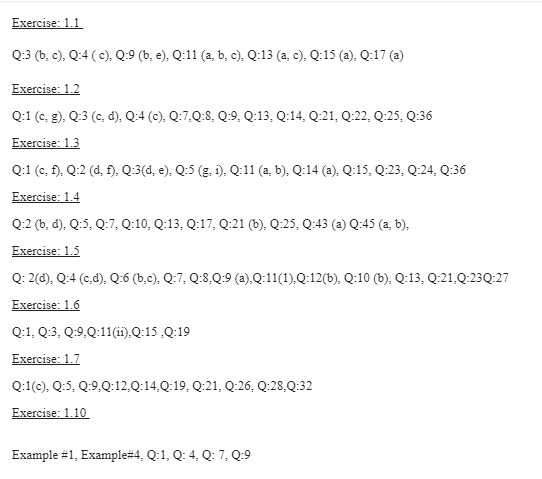 Exercise: 1.1
Q:3 (b, c), Q:4 ( c), Q:9 (b, e), Q:11 (a, b, c), Q:13 (a, c), Q:15 (a), Q:17 (a)
Exercise: 1.2
Q:1 (c, g), Q:3 (c, d), Q:4 (c), Q:7,Q:8, Q:9, Q:13, Q:14, Q:21, Q:22, Q:25, Q:36
Exercise: 1.3
Q:1 (c, f), Q:2 (d, f), Q:3(d, e), Q:5 (g, i), Q:11 (a, b), Q:14 (a), Q:15, Q:23, Q:24, Q:36
Exercise: 1.4
Q:2 (b, d), Q:5, Q:7, Q:10, Q:13, Q:17, Q:21 (b), Q:25, Q:43 (a) Q:45 (a, b),
Exercise: 1.5
Q: 2(d), Q:4 (c,d), Q:6 (b,c), Q:7, Q:8,Q:9 (a),Q:11(1),Q:12(b), Q:10 (b), Q:13, Q:21,Q:23Q:27
Exercise: 1.6
Q:1, Q:3, Q:9,Q:11(ii),Q:15 ,Q:19
Exercise: 1.7
Q:1(c), Q:5, Q:9,Q:12,Q:14,Q:19, Q:21, Q:26, Q:28,Q:32
Exercise: 1.10
Example #1, Example#4, Q:1, Q: 4, Q: 7, Q:9